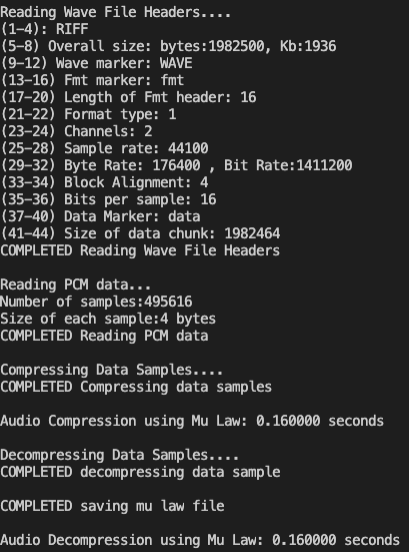 Reading Wave File Headers....
(1-4): RIFF
(5-8) Overall size: bytes:1982500, Kb:1936
(9-12) Wave marker: WAVE
(13-16) Fmt marker: fmt
(17-20) Length of Fmt header: 16
(21-22) Format type: 1
(23-24) Channels: 2
(25-28) Sample rate: 44100
(29-32) Byte Rate: 176400 , Bit Rate:1411200
(33-34) Block Alignment: 4
(35-36) Bits per sample: 16
(37-40) Data Marker: data
(41-44) Size of data chunk: 1982464
COMPLETED Reading Wave File Headers
Reading PCM data...
Number of samples:495616
Size of each sample:4 bytes
COMPLETED Reading PCM data
Compressing Data Samples....
COMPLETED Compressing data samples
Audio Compression using Mu Law: 0.160000 seconds
Decompressing Data Samples....
COMPLETED decompressing data sample
COMPLETED saving mu law file
Audio Decompression using Mu Law: 0.160000 seconds